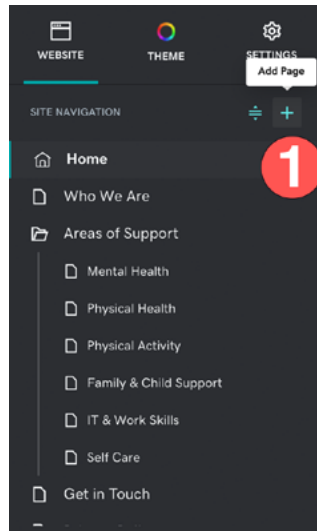 WEBSITE
THEME
SETTINGS
Add Page
SITE NAVIGATION
1
Home
Who We Are
Areas of Support
Mental Health
Physical Health
Physical Activity
Family & Child Support
IT & Work Skills
Self Care
Get in Touch